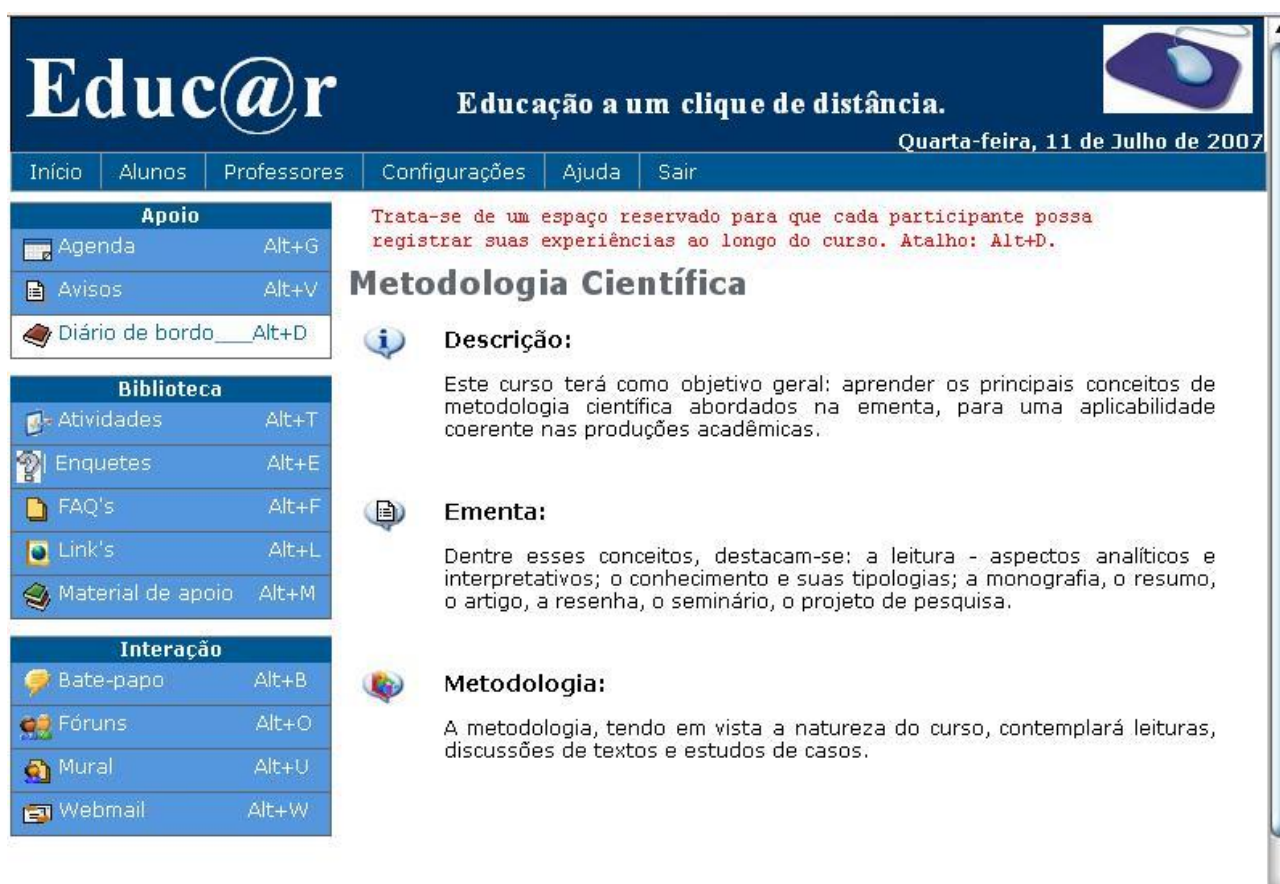 Educ@r
Educação a um clique de distância.
Quarta-feira, 11 de Julho de 2007
Início Alunos Professores Configurações Ajuda Sair
Apoio
Agenda Alt+G
Avisos Alt+V
Diário de bordo___Alt+D
Biblioteca
Atividades Alt+T
Enquetes Alt+E
FAQ's Alt+F
Link's Alt+L
Material de apoio Alt+M
Interação
Bate-papo Alt+B
Fóruns Alt+O
Mural Alt+U
Webmail Alt+W
Trata-se de um espaço reservado para que cada participante possa
registrar suas experiências ao longo do curso. Atalho: Alt+D.
Metodologia Científica
Descrição:
Este curso terá como objetivo geral: aprender os principais conceitos de
metodologia científica abordados na ementa, para uma aplicabilidade
coerente nas produções acadêmicas.
Ementa:
Dentre esses conceitos, destacam-se: a leitura - aspectos analíticos e
interpretativos; o conhecimento e suas tipologias; a monografia, o resumo,
o artigo, a resenha, o seminário, o projeto de pesquisa.
Metodologia:
A metodologia, tendo em vista a natureza do curso, contemplará leituras,
discussões de textos e estudos de casos.